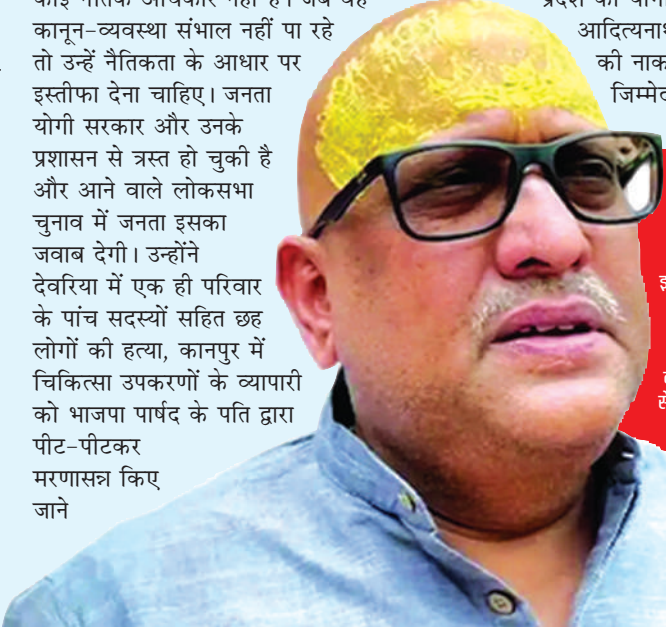 कानून-व्यवस्था संभाल नहीं पा रहे
तो उन्हें नैतिकता के आधार पर
इस्तीफा देना चाहिए। जनता
योगी सरकार और उनके
प्रशासन से त्रस्त हो चुकी है
और आने वाले लोकसभा
चुनाव में जनता इसका
जवाब देगी। उन्होंने
देवरिया में एक ही परिवार
के पांच सदस्यों सहित छह
लोगों की हत्या, कानपुर में
चिकित्सा उपकरणों के व्यापारी
को भाजपा पार्षद के पति द्वारा
पीट-पीटकर
मरणासन्न किए
जाने
आदित्यनाथ
की